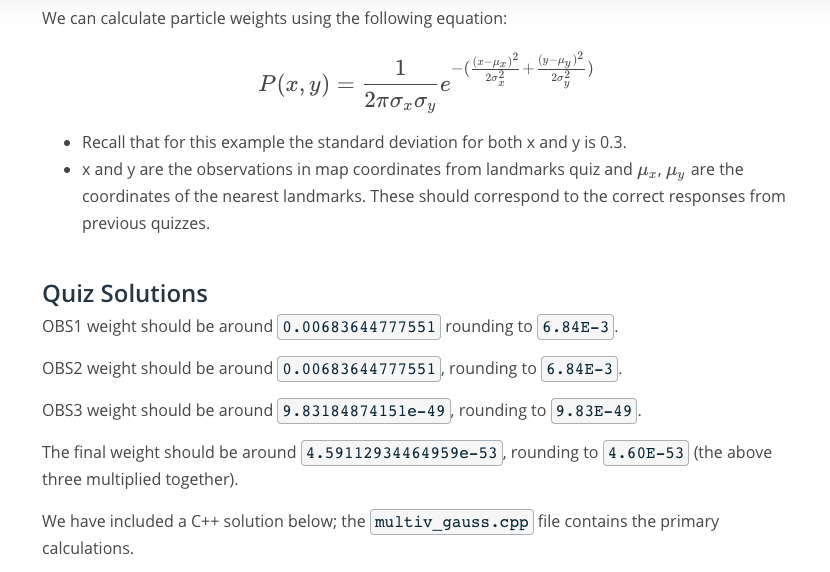 We can calculate particle weights using the following equation:
P(x, y) = \frac{1}{2\pi\sigma_x\sigma_y} e^{-(\frac{(x-\mu_x)^2}{2\sigma_x^2} + \frac{(y-\mu_y)^2}{2\sigma_y^2})}
• Recall that for this example the standard deviation for both x and y is 0.3.
• x and y are the observations in map coordinates from landmarks quiz and μx, μy are the
coordinates of the nearest landmarks. These should correspond to the correct responses from
previous quizzes.
Quiz Solutions
OBS1 weight should be around 0.00683644777551 rounding to 6.84E-3.
OBS2 weight should be around 0.00683644777551, rounding to 6.84E-3.
OBS3 weight should be around 9.83184874151e-49, rounding to 9.83E-49.
The final weight should be around 4.59112934464959e-53, rounding to 4.60E-53 (the above
three multiplied together).
We have included a C++ solution below; the multiv_gauss.cpp file contains the primary
calculations.